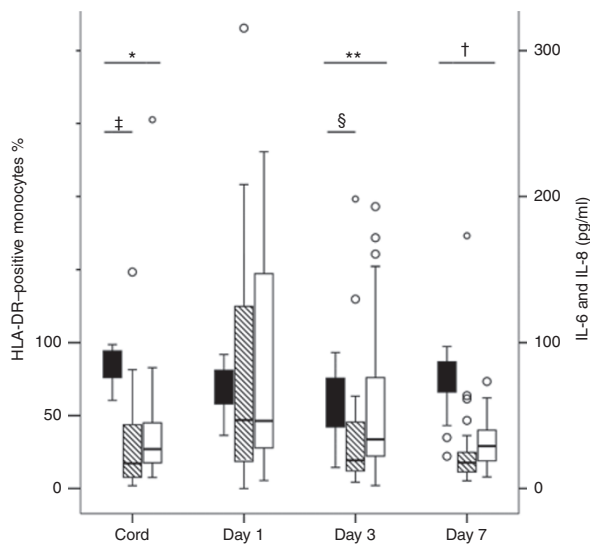 HLA-DR–positive monocytes %
100
50
0
* ** †
‡ §
300
200
100
0
IL-6 and IL-8 (pg/ml)
Cord Day 1 Day 3 Day 7